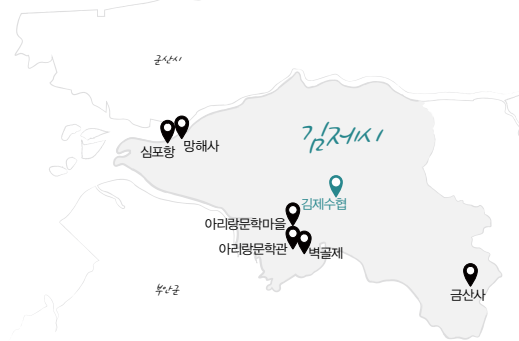 군산시
김제시
심포항
망해사
김제수협
아리랑문학마을
아리랑문학관
벽골제
부안군
금산사